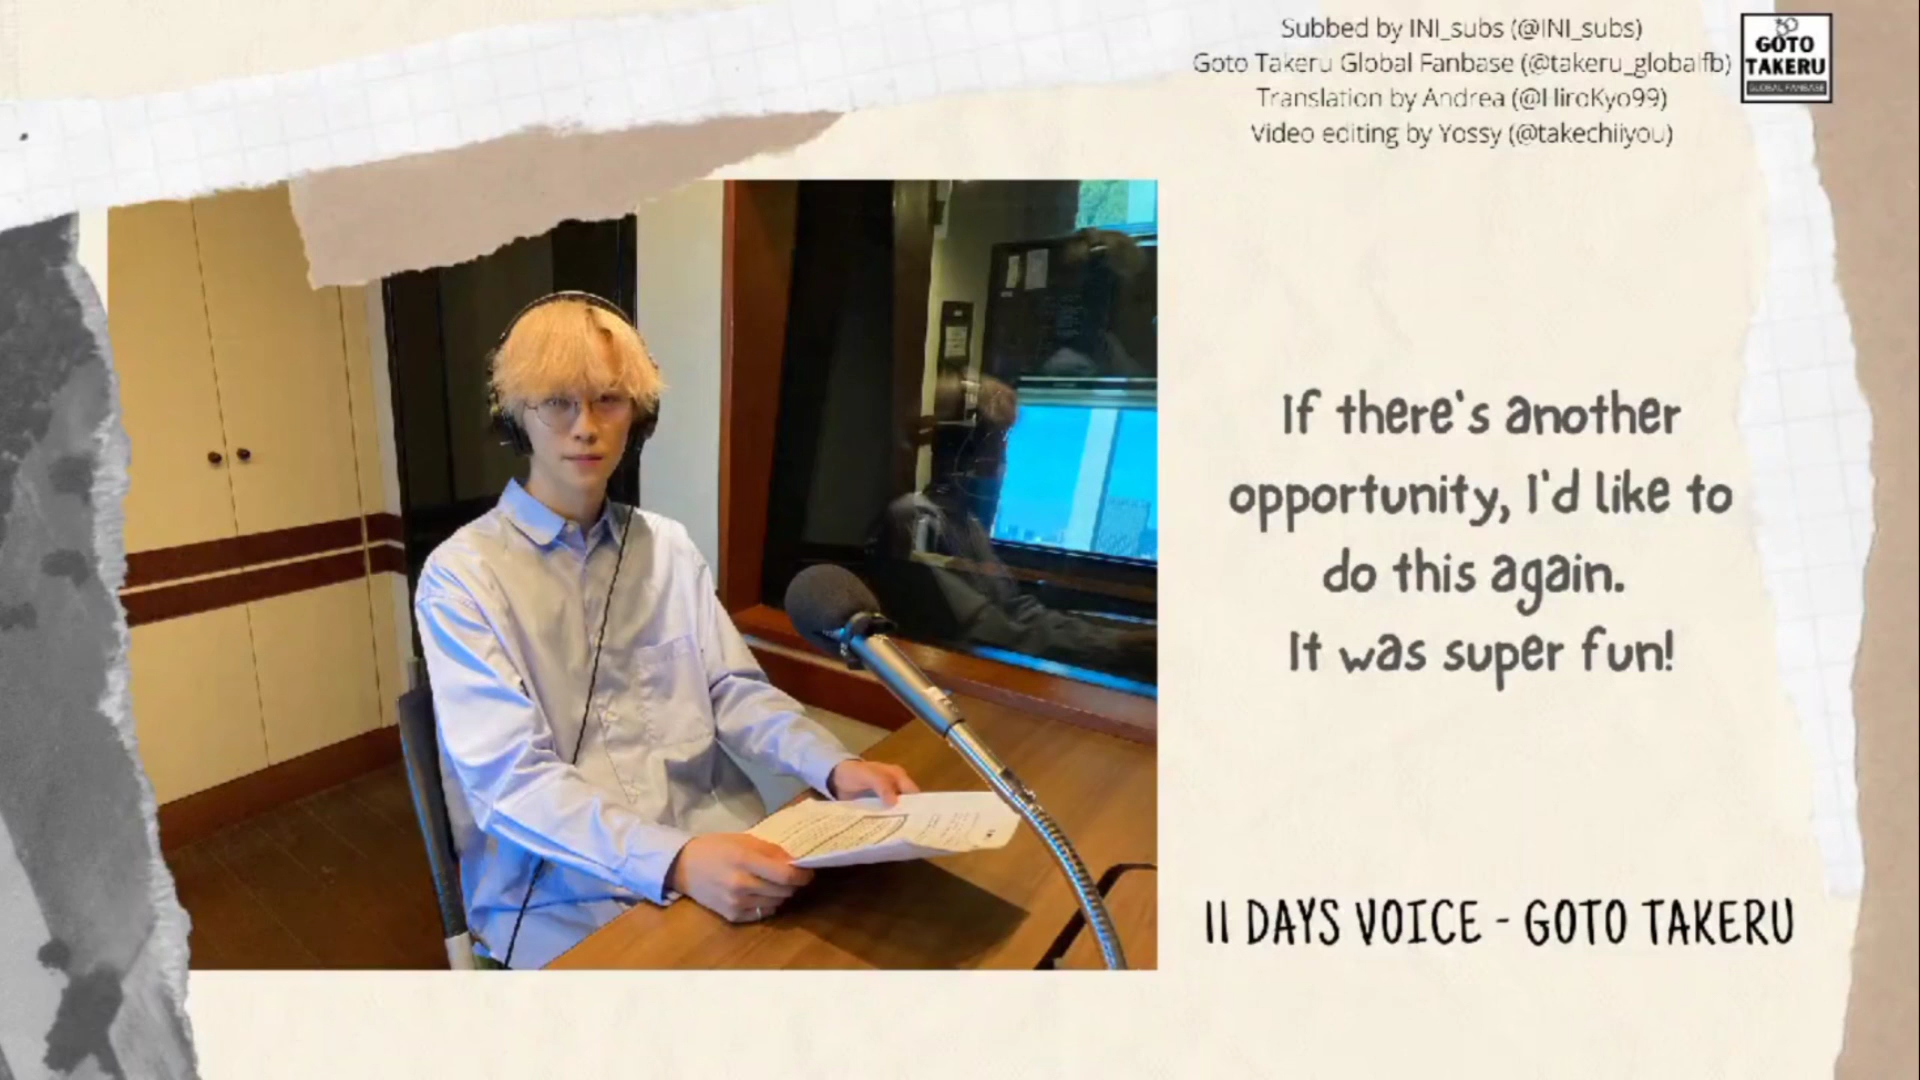 Subbed by INI_subs (@INI_subs)
Goto Takeru Global Fanbase (@takeru_globalfb)
Translation by Andrea (@HiroKyo99)
Video editing by Yossy (@takechiiyou)
GOTO
TAKERU
GLOBAL FANBASE
If there's another
opportunity, I'd like to
do this again.
It was super fun!
11 DAYS VOICE - GOTO TAKERU